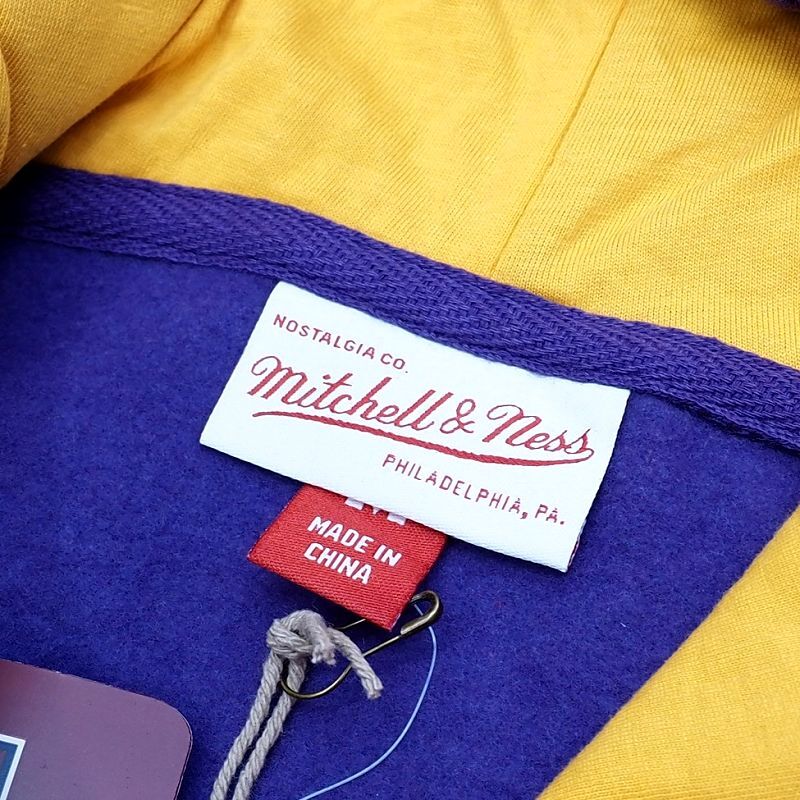 NOSTALGIA CO.
Mitchell & Ness
PHILADELPHIA, PA.
MADE IN
CHINA